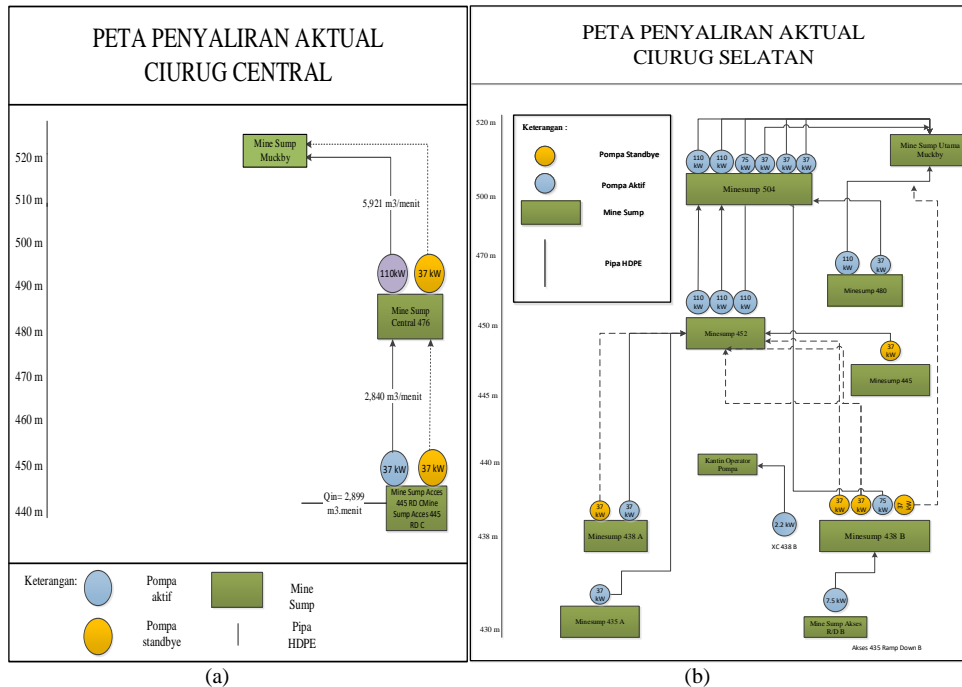 PETA PENYALIRAN AKTUAL
CIURUG CENTRAL
520 m
510 m
500 m
490 m
480 m
470 m
460 m
450 m
440 m
Mine Sump
Muckby
5,921 m3/menit
110kW
37 kW
Mine Sump
Central 476
2,840 m3/menit
37 kW
37 kW
Mine Sump Acces
445 RD CMine
Sump Acces 445
RD C
Qin= 2,899
m3.menit
Keterangan:
Pompa
aktif
Mine
Sump
Pompa
standbye
Pipa
HDPE
(a)
PETA PENYALIRAN AKTUAL
CIURUG SELATAN
520 m
500 m
470 m
450 m
445 m
440 m
438 m
430 m
Keterangan :
Pompa Standbye
Pompa Aktif
Mine Sump
Pipa HDPE
110
kW
110
kW
75
kW
37
kW
37
kW
37
kW
Minesump 504
Mine Sump Utama
Muckby
110
kW
37
kW
Minesump 480
110
kW
110
kW
110
kW
Minesump 452
37
kW
Minesump 445
Kantin Operator
Pompa
2.2 kW
XC 438 B
37
kW
37
kW
Minesump 438 A
37
kW
37
kW
75
kW
37
kW
Minesump 438 B
37
kW
Minesump 435 A
7.5 kW
Mine Sump Akses
R/D B
Akses 435 Ramp Down B
(b)